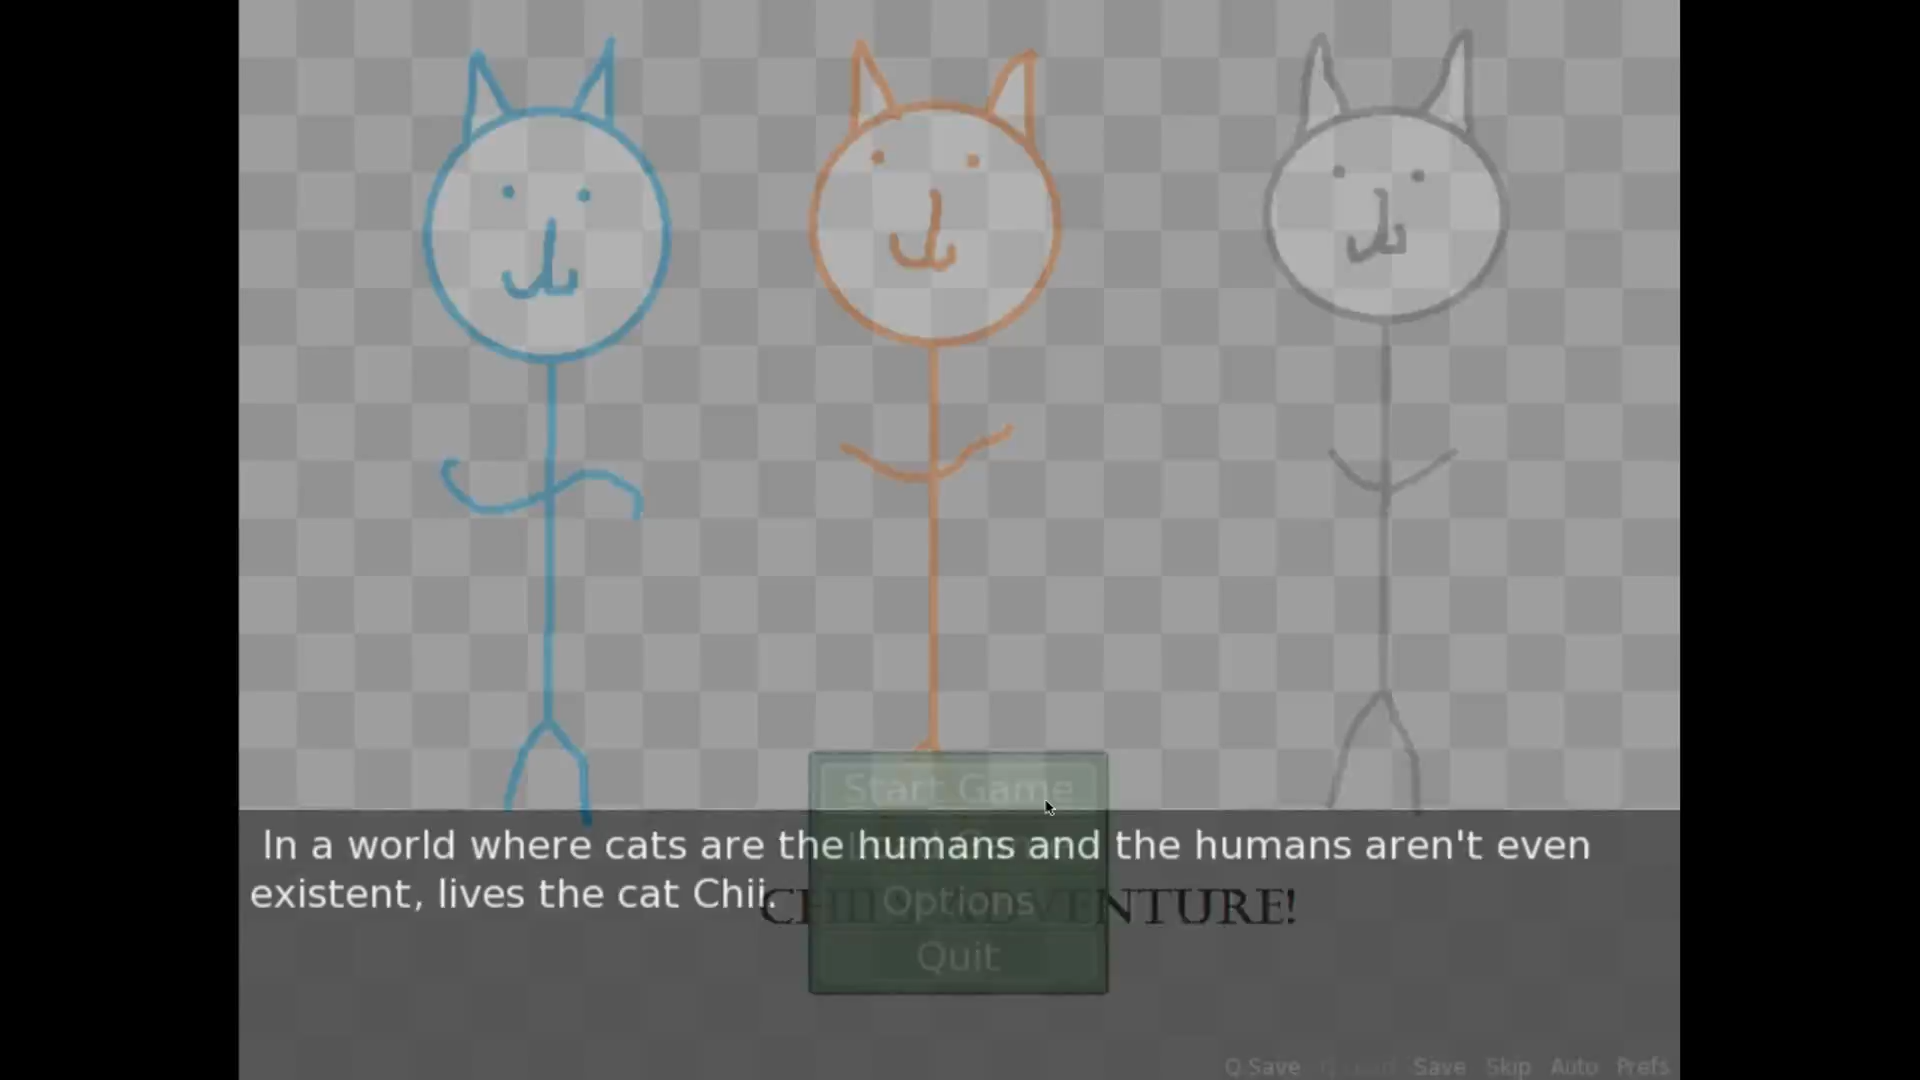 Start Game
In a world where cats are the humans and the humans aren't even
existent, lives the cat Chii.
VENTURE!
Options
Quit
Q.Save Save Skip Auto Prefs